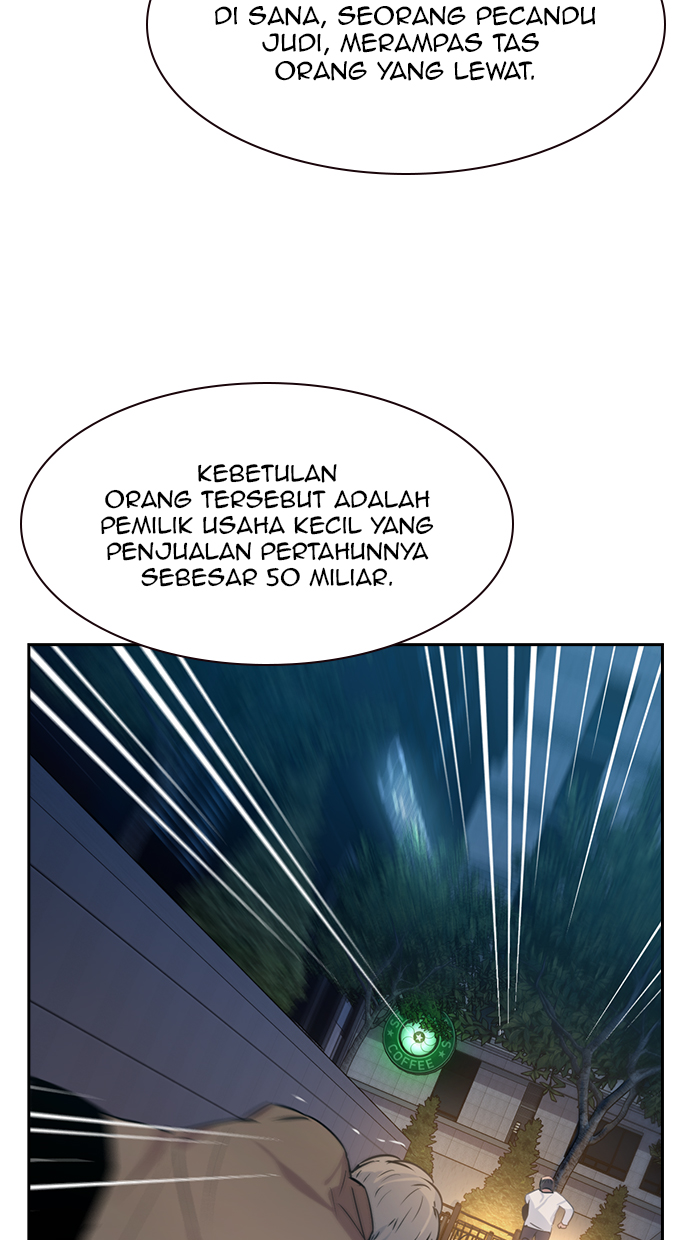 DI SANA, SEORANG PECANDU
JUDI, MERAMPAS TAS
ORANG YANG LEWAT.
KEBETULAN
ORANG TERSEBUT ADALAH
PEMILIK USAHA KECIL YANG
PENJUALAN PERTAHUNNYA
SEBESAR 50 MILIAR.
S COFFEE S